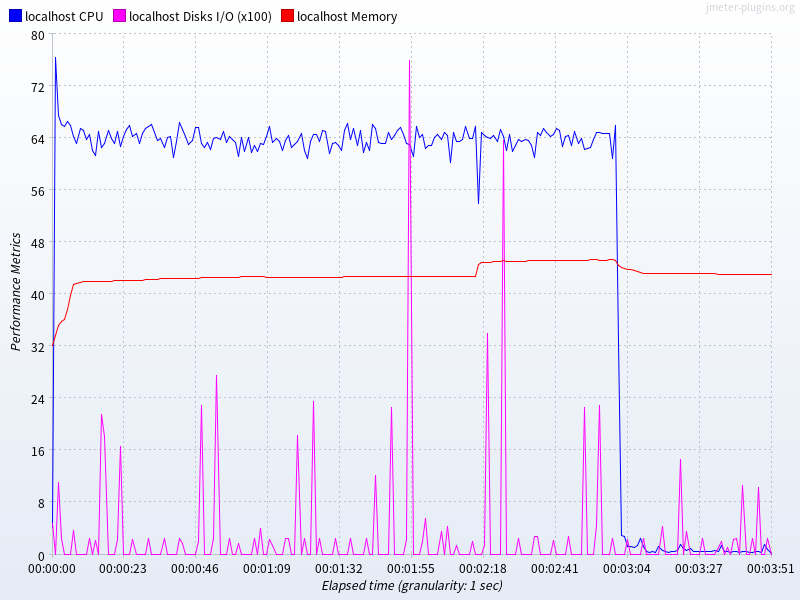 jmeter-plugins.org
localhost CPU localhost Disks I/O (x100) localhost Memory
80
72
64
56
48
40
32
24
16
8
0
Performance Metrics
00:00:00 00:00:23 00:00:46 00:01:09 00:01:32 00:01:55 00:02:18 00:02:41 00:03:04 00:03:27 00:03:51
Elapsed time (granularity: 1 sec)